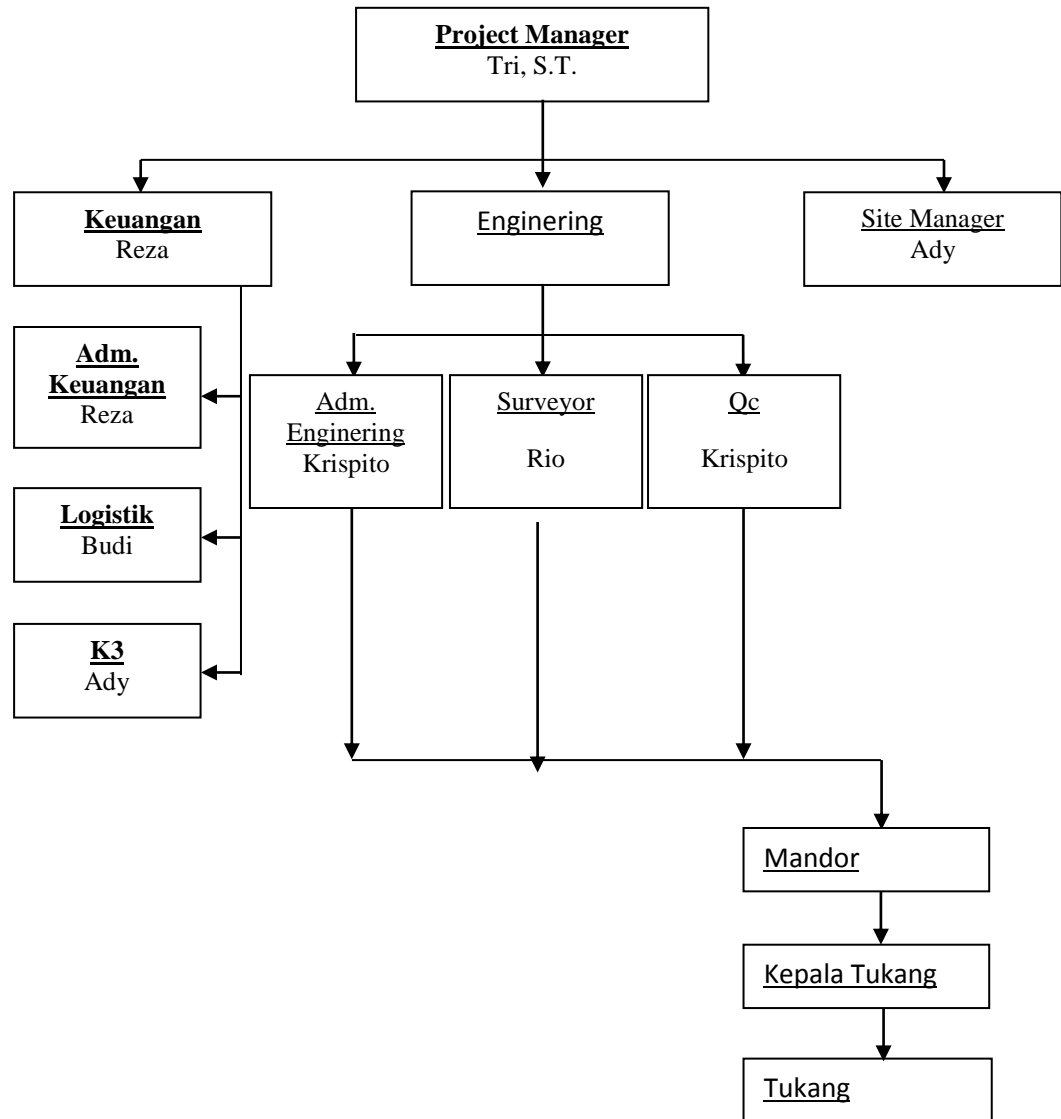 Project Manager
Tri, S.T.
Keuangan
Reza
Enginering
Site Manager
Ady
Adm.
Keuangan
Reza
Adm.
Enginering
Krispito
Surveyor
Rio
Qc
Krispito
Logistik
Budi
K3
Ady
Mandor
Kepala Tukang
Tukang